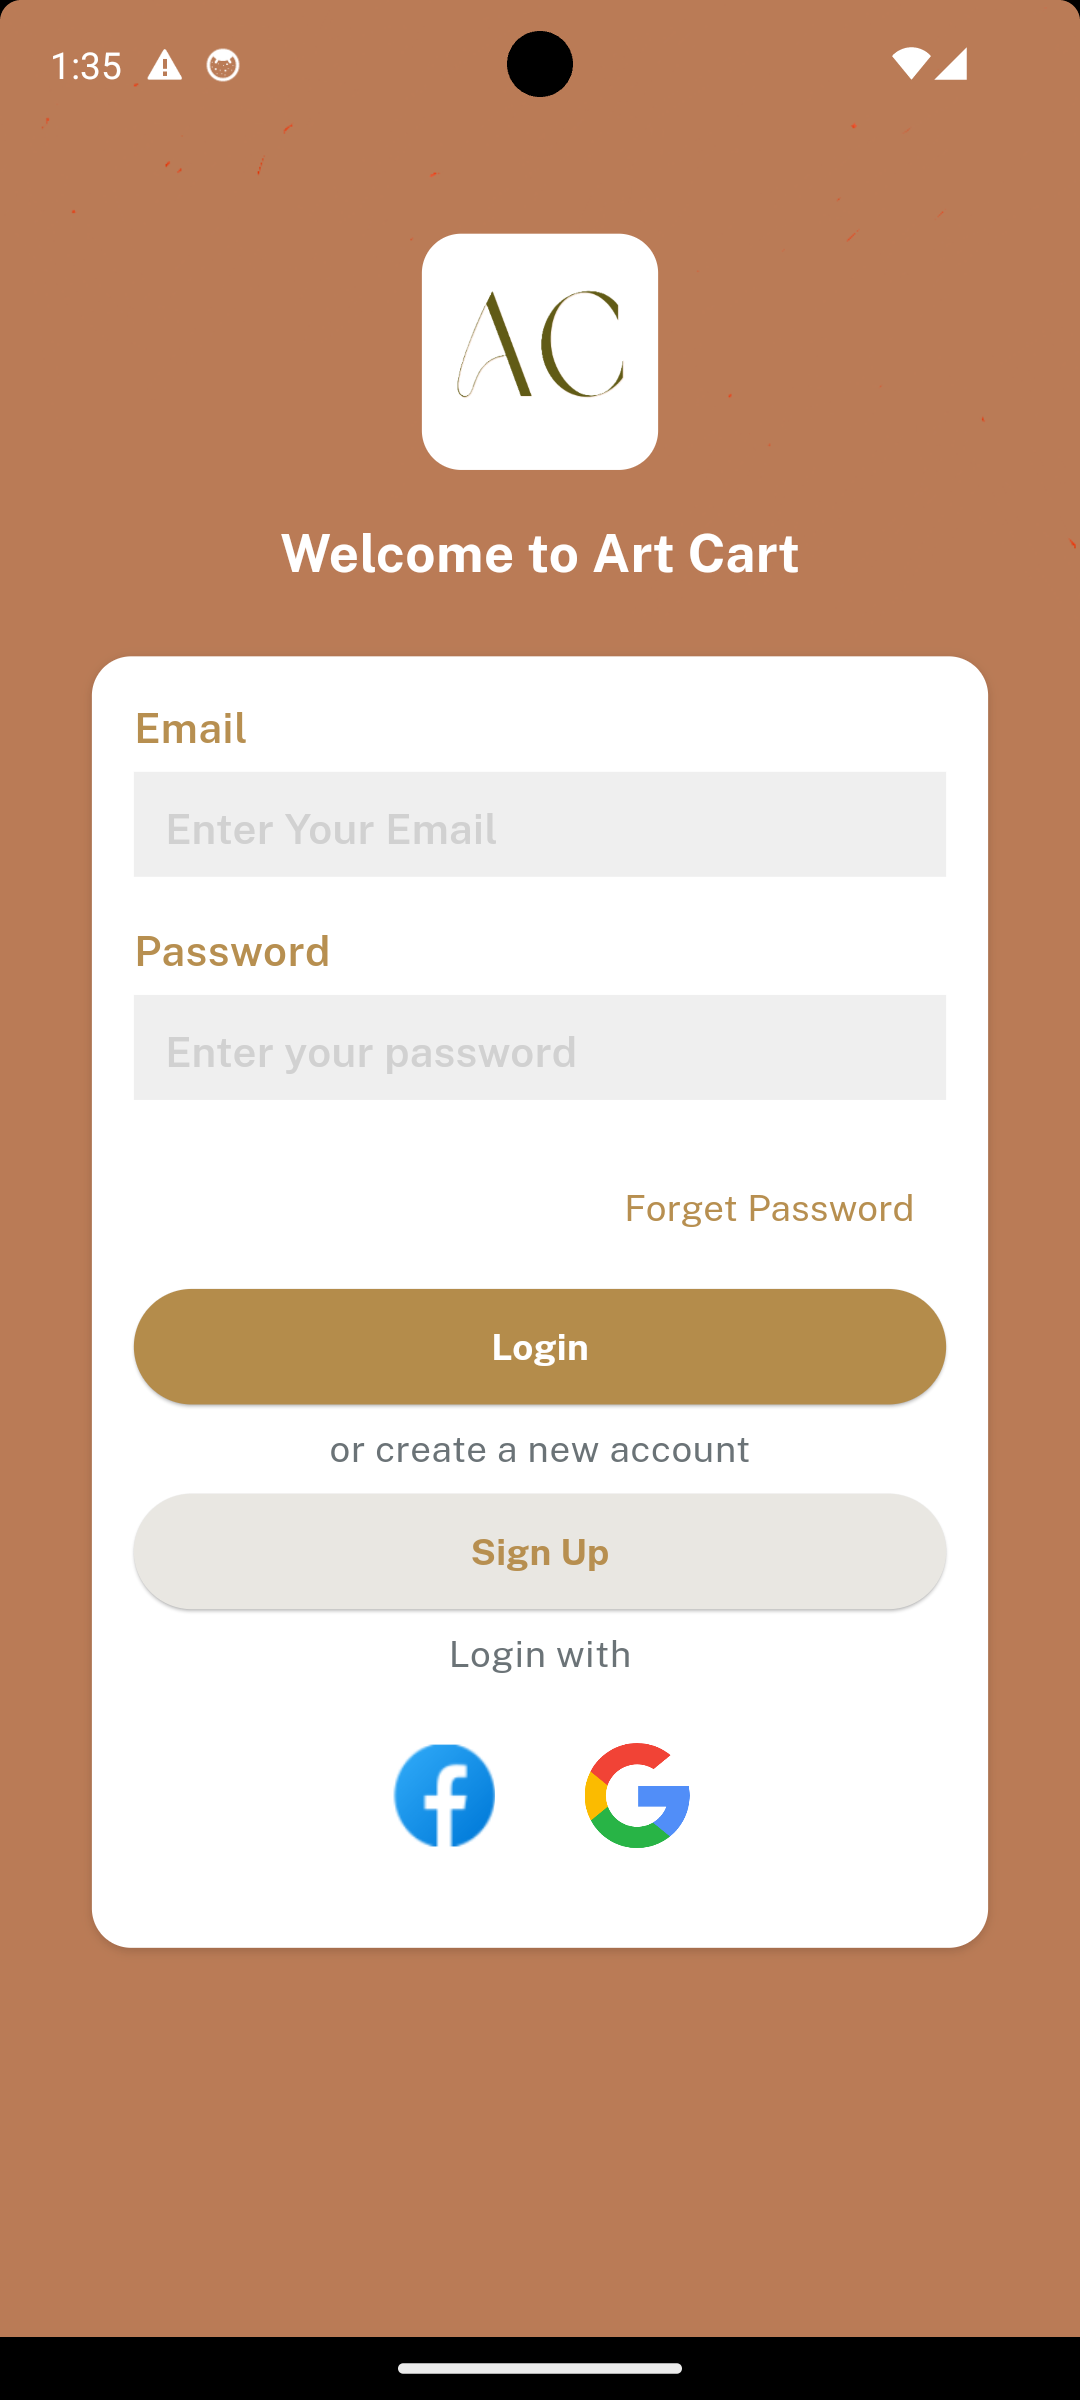 1:35
AC
Welcome to Art Cart
Email
Enter Your Email
Password
Enter your password
Forget Password
Login
or create a new account
Sign Up
Login with